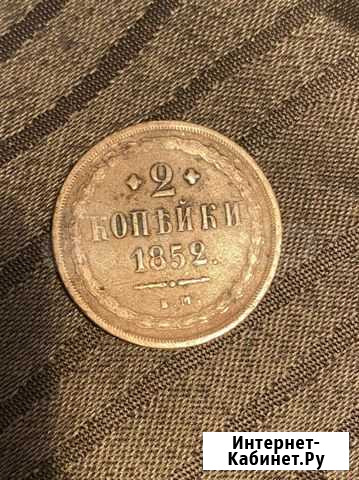 2
КОПѢЙКИ
1852.
Е. М.
Интернет-
Кабинет.Ру